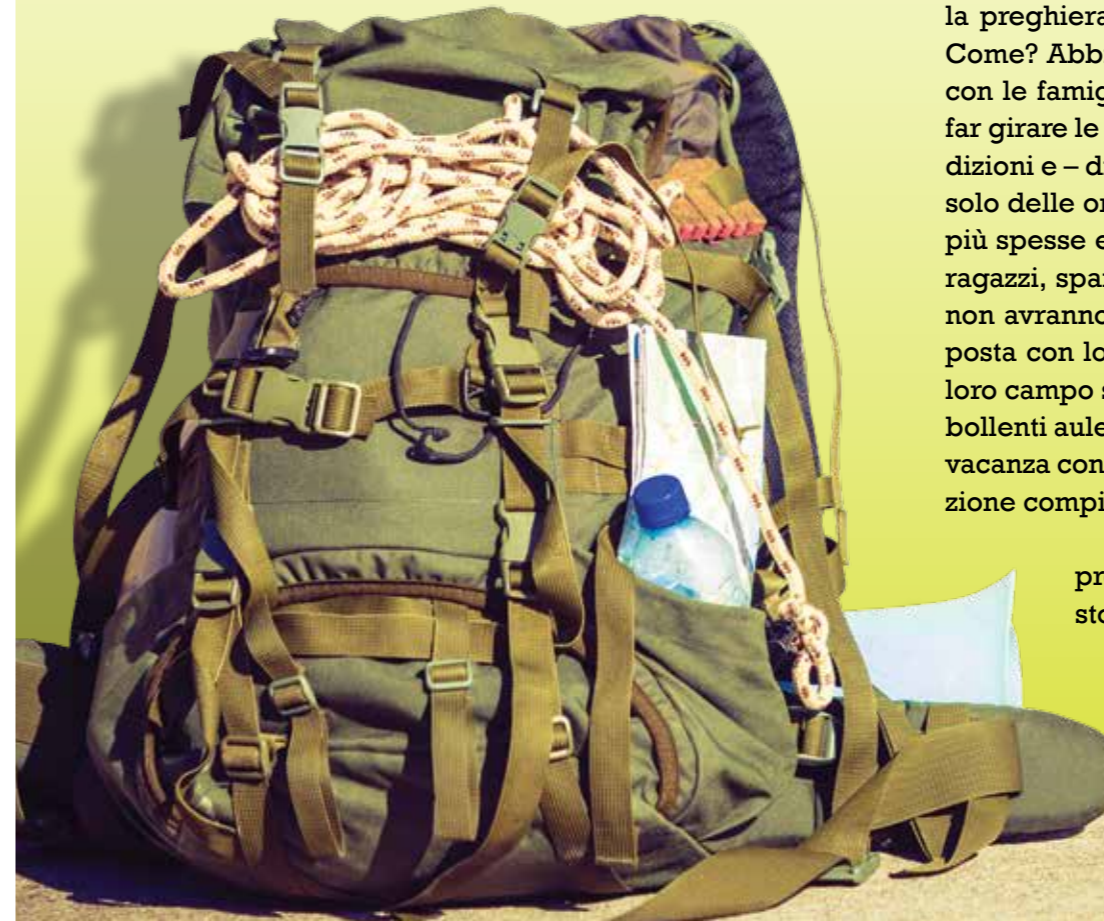 la preghiera
Come? Abb
con le famig
far girare le
dizioni e – d
solo delle or
più spesse e
ragazzi, spa
non avranno
posta con lo
loro campo s
bollenti aule
vacanza con
zione compi
pr
sto